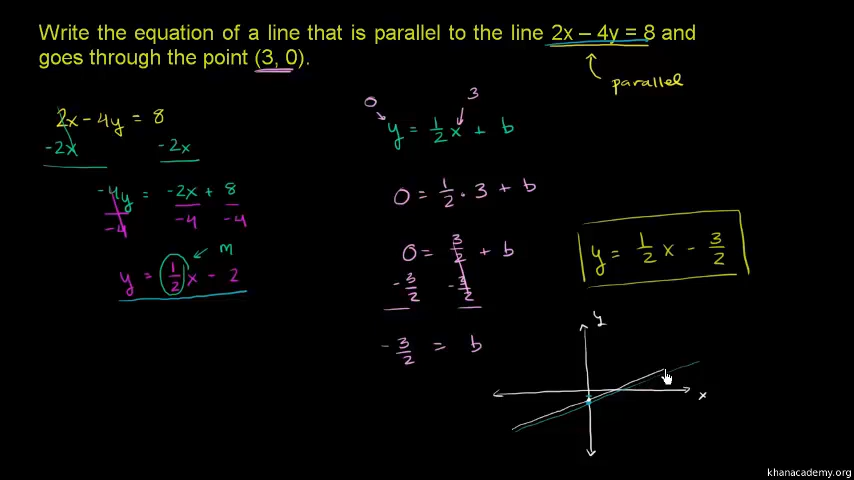 Write the equation of a line that is parallel to the line 2x – 4y = 8 and
goes through the point (3, 0).
parallel
2x - 4y = 8
-2x -2x
-4y = -2x + 8
-4 -4 -4
y = 1/2 x - 2
m
0 3
y = 1/2 x + b
0 = 1/2 · 3 + b
0 = 3/2 + b
-3/2 -3/2
-3/2 = b
y = 1/2 x - 3/2
y
x
khanacademy.org